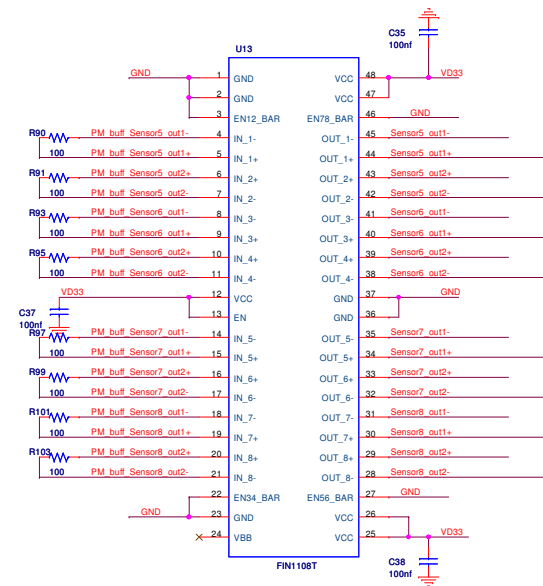 C35
100nf
U13
GND 1 GND VCC 48 VD33
2 GND VCC 47
3 EN12_BAR EN78_BAR 46 GND
R90 PM_buff_Sensor5_out1- 4 IN_1- OUT_1- 45 Sensor5_out1-
100 PM_buff_Sensor5_out1+ 5 IN_1+ OUT_1+ 44 Sensor5_out1+
R91 PM_buff_Sensor5_out2+ 6 IN_2+ OUT_2+ 43 Sensor5_out2+
100 PM_buff_Sensor5_out2- 7 IN_2- OUT_2- 42 Sensor5_out2-
R93 PM_buff_Sensor6_out1- 8 IN_3- OUT_3- 41 Sensor6_out1-
100 PM_buff_Sensor6_out1+ 9 IN_3+ OUT_3+ 40 Sensor6_out1+
R95 PM_buff_Sensor6_out2+ 10 IN_4+ OUT_4+ 39 Sensor6_out2+
100 PM_buff_Sensor6_out2- 11 IN_4- OUT_4- 38 Sensor6_out2-
VD33 12 VCC GND 37 GND
C37 13 EN GND 36
100nf
R97 PM_buff_Sensor7_out1- 14 IN_5- OUT_5- 35 Sensor7_out1-
100 PM_buff_Sensor7_out1+ 15 IN_5+ OUT_5+ 34 Sensor7_out1+
R99 PM_buff_Sensor7_out2+ 16 IN_6+ OUT_6+ 33 Sensor7_out2+
100 PM_buff_Sensor7_out2- 17 IN_6- OUT_6- 32 Sensor7_out2-
R101 PM_buff_Sensor8_out1- 18 IN_7- OUT_7- 31 Sensor8_out1-
100 PM_buff_Sensor8_out1+ 19 IN_7+ OUT_7+ 30 Sensor8_out1+
R103 PM_buff_Sensor8_out2+ 20 IN_8+ OUT_8+ 29 Sensor8_out2+
100 PM_buff_Sensor8_out2- 21 IN_8- OUT_8- 28 Sensor8_out2-
22 EN34_BAR EN56_BAR 27 GND
GND 23 GND VCC 26
24 VBB VCC 25 VD33
FIN1108T
C38
100nf